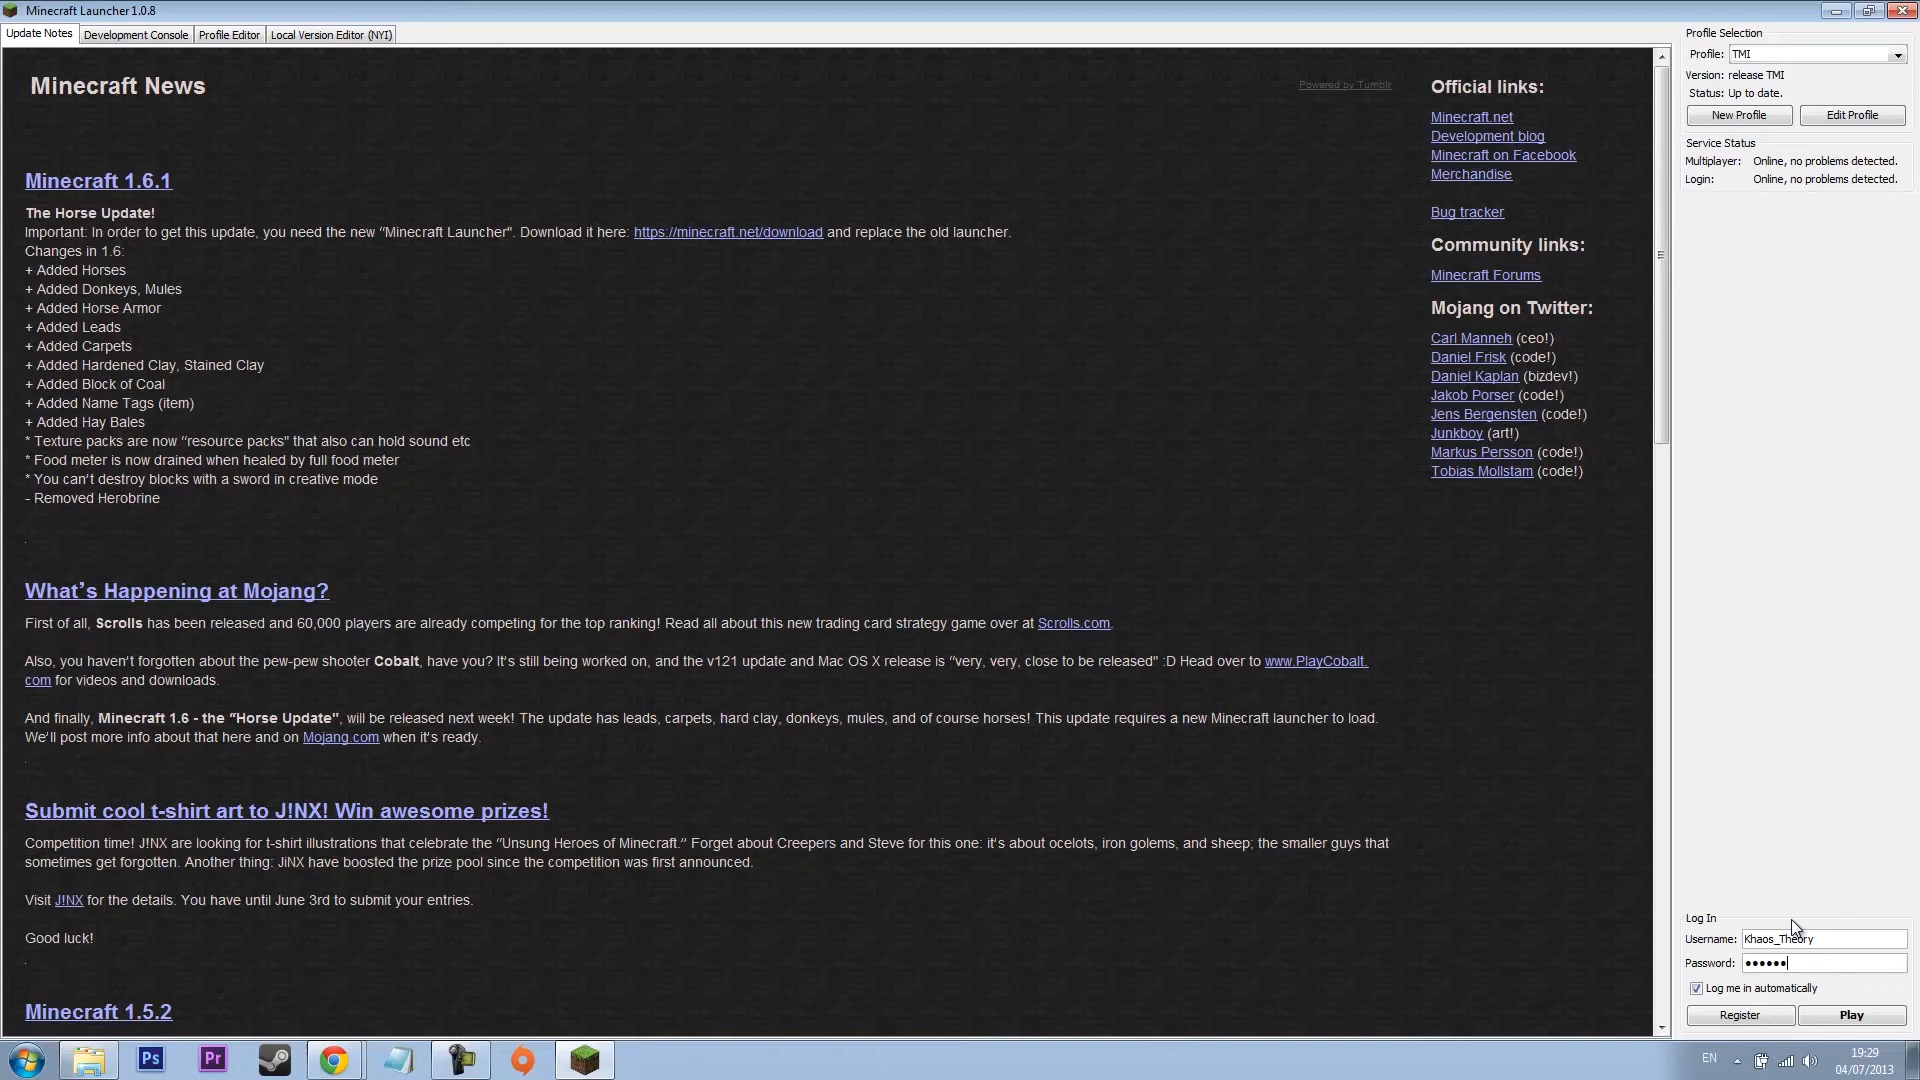 Minecraft Launcher 1.0.8
Update Notes
Development Console
Profile Editor
Local Version Editor (NYI)
Minecraft News
Powered by Tumblr
Minecraft 1.6.1
The Horse Update!
Important: In order to get this update, you need the new “Minecraft Launcher". Download it here: https://minecraft.net/download and replace the old launcher.
Changes in 1.6:
+ Added Horses
+ Added Donkeys, Mules
+ Added Horse Armor
+ Added Leads
+ Added Carpets
+ Added Hardened Clay, Stained Clay
+ Added Block of Coal
+ Added Name Tags (item)
+ Added Hay Bales
* Texture packs are now “resource packs" that also can hold sound etc
* Food meter is now drained when healed by full food meter
* You can't destroy blocks with a sword in creative mode
- Removed Herobrine
.
What's Happening at Mojang?
First of all, Scrolls has been released and 60,000 players are already competing for the top ranking! Read all about this new trading card strategy game over at Scrolls.com.
Also, you haven't forgotten about the pew-pew shooter Cobalt, have you? It's still being worked on, and the v121 update and Mac OS X release is “very, very, close to be released" :D Head over to www.PlayCobalt.
com for videos and downloads.
And finally, Minecraft 1.6 - the “Horse Update", will be released next week! The update has leads, carpets, hard clay, donkeys, mules, and of course horses! This update requires a new Minecraft launcher to load.
We'll post more info about that here and on Mojang.com when it's ready.
.
Submit cool t-shirt art to J!NX! Win awesome prizes!
Competition time! J!NX are looking for t-shirt illustrations that celebrate the “Unsung Heroes of Minecraft.” Forget about Creepers and Steve for this one: it's about ocelots, iron golems, and sheep; the smaller guys that
sometimes get forgotten. Another thing: JiNX have boosted the prize pool since the competition was first announced.
Visit J!NX for the details. You have until June 3rd to submit your entries.
Good luck!
.
Minecraft 1.5.2
Official links:
Minecraft.net
Development blog
Minecraft on Facebook
Merchandise
Bug tracker
Community links:
Minecraft Forums
Mojang on Twitter:
Carl Manneh (ceo!)
Daniel Frisk (code!)
Daniel Kaplan (bizdev!)
Jakob Porser (code!)
Jens Bergensten (code!)
Junkboy (art!)
Markus Persson (code!)
Tobias Mollstam (code!)
Profile Selection
Profile: TMI
Version: release TMI
Status: Up to date.
New Profile
Edit Profile
Service Status
Multiplayer: Online, no problems detected.
Login: Online, no problems detected.
Log In
Username: Khaos_Theory
Password: ••••••
Log me in automatically
Register
Play
Ps
Pr
EN
19:29
04/07/2013